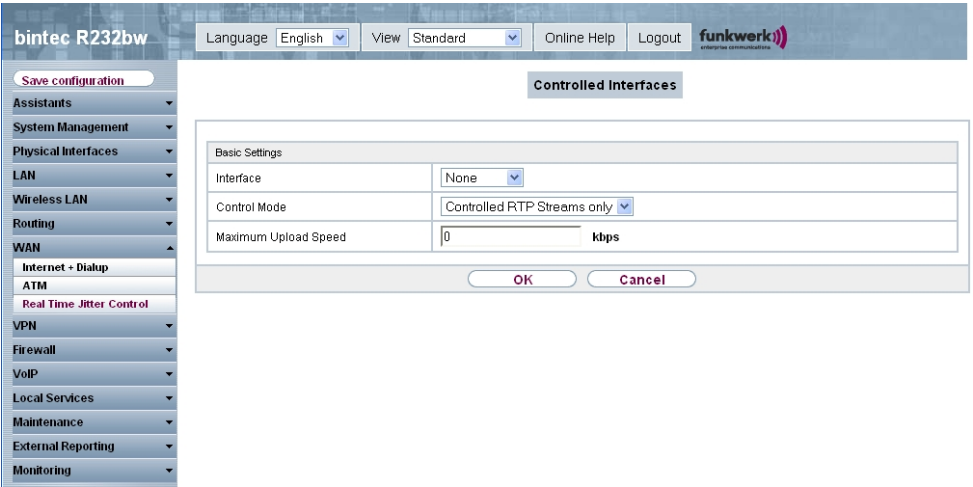 bintec R232bw
Language English View Standard Online Help Logout funkwerk
enterprise communications
Save configuration
Controlled Interfaces
Assistants
System Management
Physical Interfaces
LAN
Wireless LAN
Routing
WAN
Internet + Dialup
ATM
Real Time Jitter Control
VPN
Firewall
VoIP
Local Services
Maintenance
External Reporting
Monitoring
Basic Settings
Interface None
Control Mode Controlled RTP Streams only
Maximum Upload Speed 0 kbps
OK Cancel